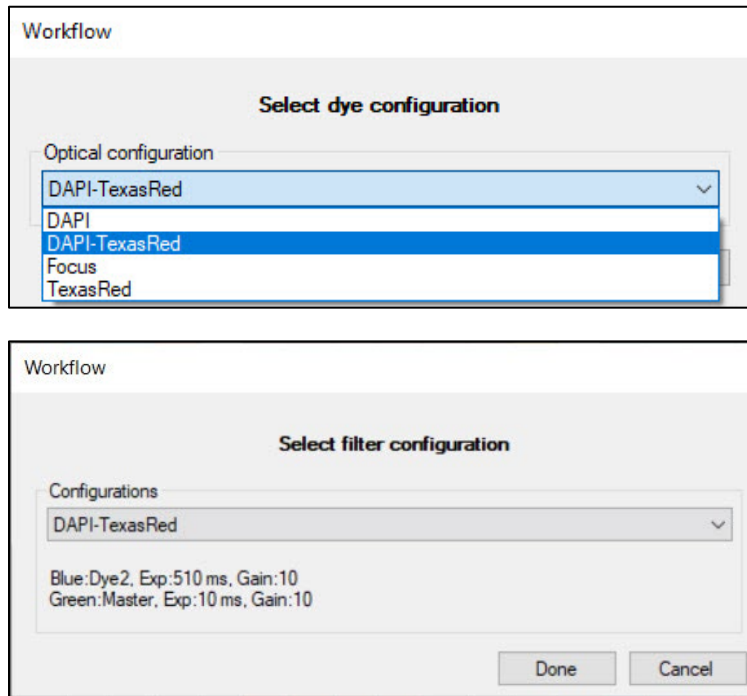 Workflow
Select dye configuration
Optical configuration
DAPI-TexasRed
DAPI
DAPI-TexasRed
Focus
TexasRed
Workflow
Select filter configuration
Configurations
DAPI-TexasRed
Blue:Dye2, Exp:510 ms, Gain:10
Green:Master, Exp:10 ms, Gain:10
Done Cancel